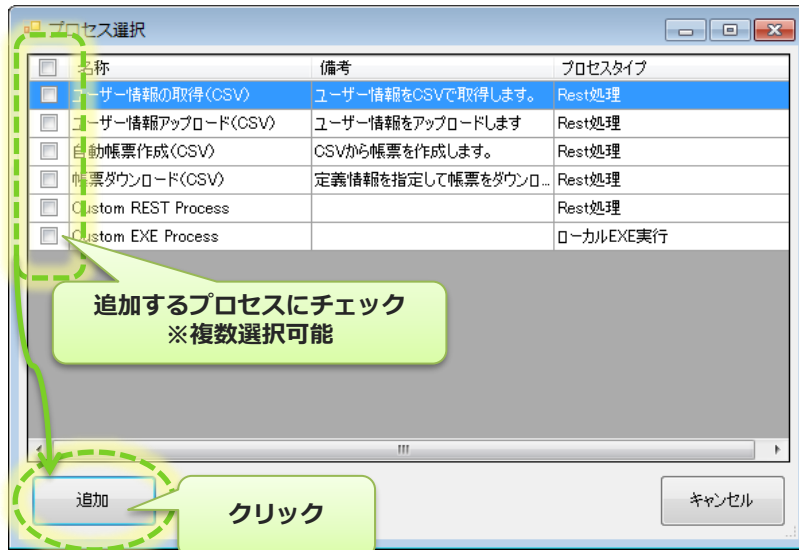 プロセス選択
名称 備考 プロセスタイプ
ユーザー情報の取得(CSV) ユーザー情報をCSVで取得します。 Rest処理
ユーザー情報アップロード(CSV) ユーザー情報をアップロードします Rest処理
自動帳票作成(CSV) CSVから帳票を作成します。 Rest処理
帳票ダウンロード(CSV) 定義情報を指定して帳票をダウンロ... Rest処理
Custom REST Process Rest処理
Custom EXE Process ローカルEXE実行
追加するプロセスにチェック
※複数選択可能
追加
クリック
キャンセル